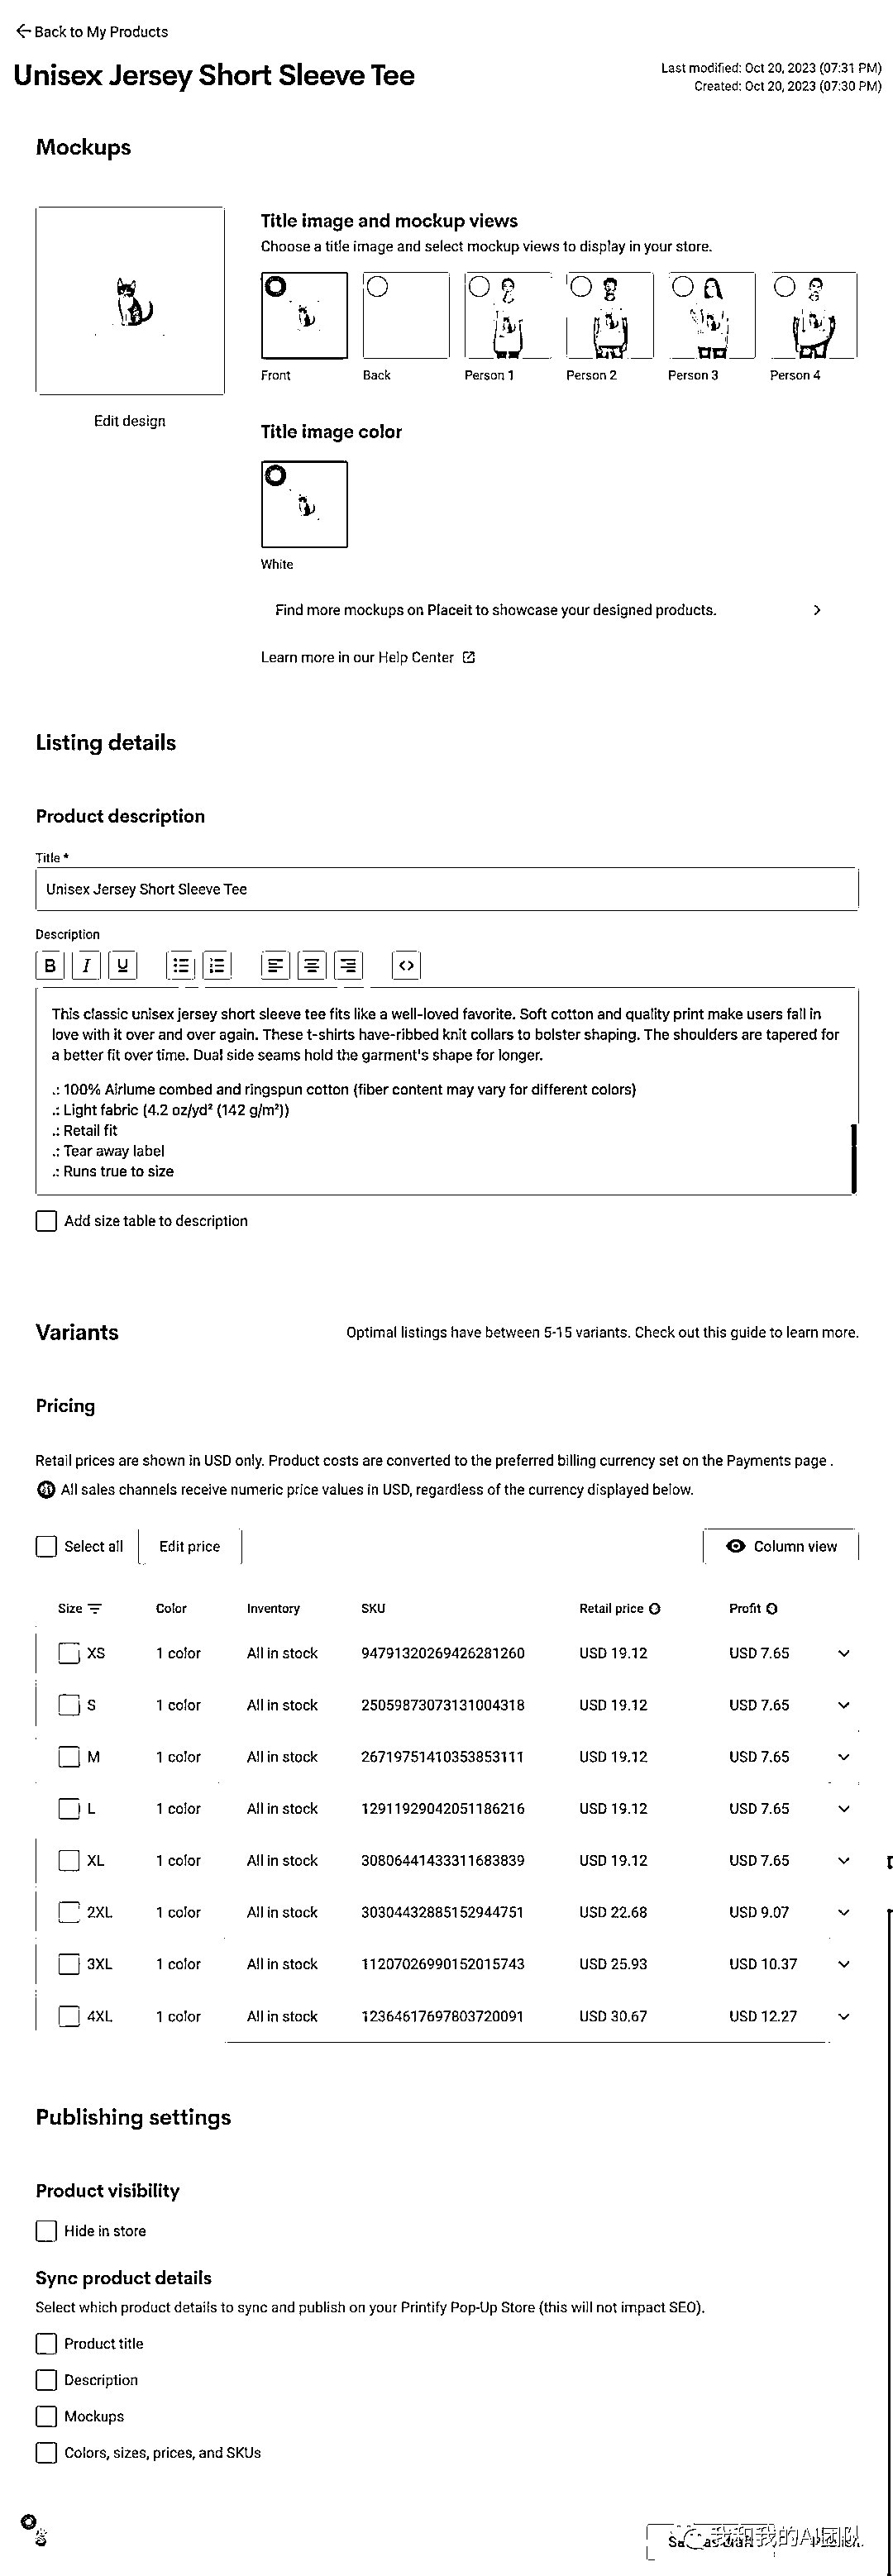 Back to My Products
Unisex Jersey Short Sleeve Tee
Last modified: Oct 20, 2023 (07:31 PM)
Created: Oct 20, 2023 (07:30 PM)
Mockups
Title image and mockup views
Choose a title image and select mockup views to display in your store.
Front Back Person 1 Person 2 Person 3 Person 4
Edit design
Title image color
White
Find more mockups on Placeit to showcase your designed products.
Learn more in our Help Center
Listing details
Product description
Title *
Unisex Jersey Short Sleeve Tee
Description
B I U
This classic unisex jersey short sleeve tee fits like a well-loved favorite. Soft cotton and quality print make users fall in
love with it over and over again. These t-shirts have-ribbed knit collars to bolster shaping. The shoulders are tapered for
a better fit over time. Dual side seams hold the garment's shape for longer.
.: 100% Airlume combed and ringspun cotton (fiber content may vary for different colors)
.: Light fabric (4.2 oz/yd² (142 g/m²))
.: Retail fit
.: Tear away label
.: Runs true to size
Add size table to description
Variants
Optimal listings have between 5-15 variants. Check out this guide to learn more.
Pricing
Retail prices are shown in USD only. Product costs are converted to the preferred billing currency set on the Payments page .
All sales channels receive numeric price values in USD, regardless of the currency displayed below.
Select all Edit price Column view
Size Color Inventory SKU Retail price Profit
XS 1 color All in stock 94791320269426281260 USD 19.12 USD 7.65
S 1 color All in stock 25059873073131004318 USD 19.12 USD 7.65
M 1 color All in stock 26719751410353853111 USD 19.12 USD 7.65
L 1 color All in stock 12911929042051186216 USD 19.12 USD 7.65
XL 1 color All in stock 30806441433311683839 USD 19.12 USD 7.65
2XL 1 color All in stock 30304432885152944751 USD 22.68 USD 9.07
3XL 1 color All in stock 11207026990152015743 USD 25.93 USD 10.37
4XL 1 color All in stock 12364617697803720091 USD 30.67 USD 12.27
Publishing settings
Product visibility
Hide in store
Sync product details
Select which product details to sync and publish on your Printify Pop-Up Store (this will not impact SEO).
Product title
Description
Mockups
Colors, sizes, prices, and SKUs
我和我的AI团队